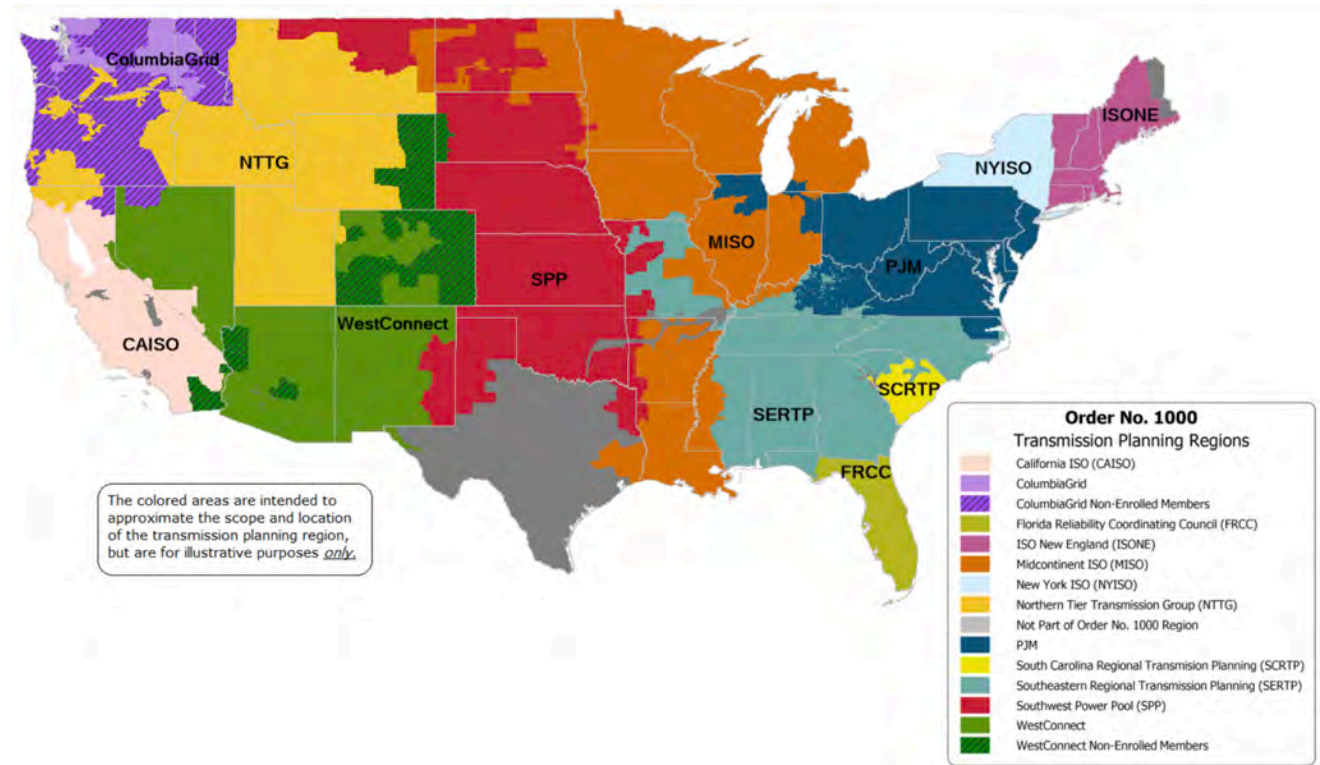 ColumbiaGrid
ISONE
NTTG
NYISO
MISO
PJM
SPP
WestConnect
CAISO
SCRTP
SERTP
FRCC
The colored areas are intended to
approximate the scope and location
of the transmission planning region,
but are for illustrative purposes only.
Order No. 1000
Transmission Planning Regions
California ISO (CAISO)
ColumbiaGrid
ColumbiaGrid Non-Enrolled Members
Florida Reliability Coordinating Council (FRCC)
ISO New England (ISONE)
Midcontinent ISO (MISO)
New York ISO (NYISO)
Northern Tier Transmission Group (NTTG)
Not Part of Order No. 1000 Region
PJM
South Carolina Regional Transmision Planning (SCRTP)
Southeastern Regional Transmission Planning (SERTP)
Southwest Power Pool (SPP)
WestConnect
WestConnect Non-Enrolled Members